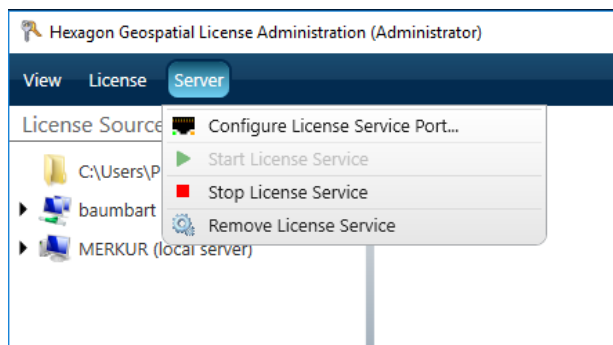 Hexagon Geospatial License Administration (Administrator)
View License Server
License Source
Configure License Service Port...
C:\Users\P
Start License Service
Stop License Service
baumbart
Remove License Service
MERKUR (local server)